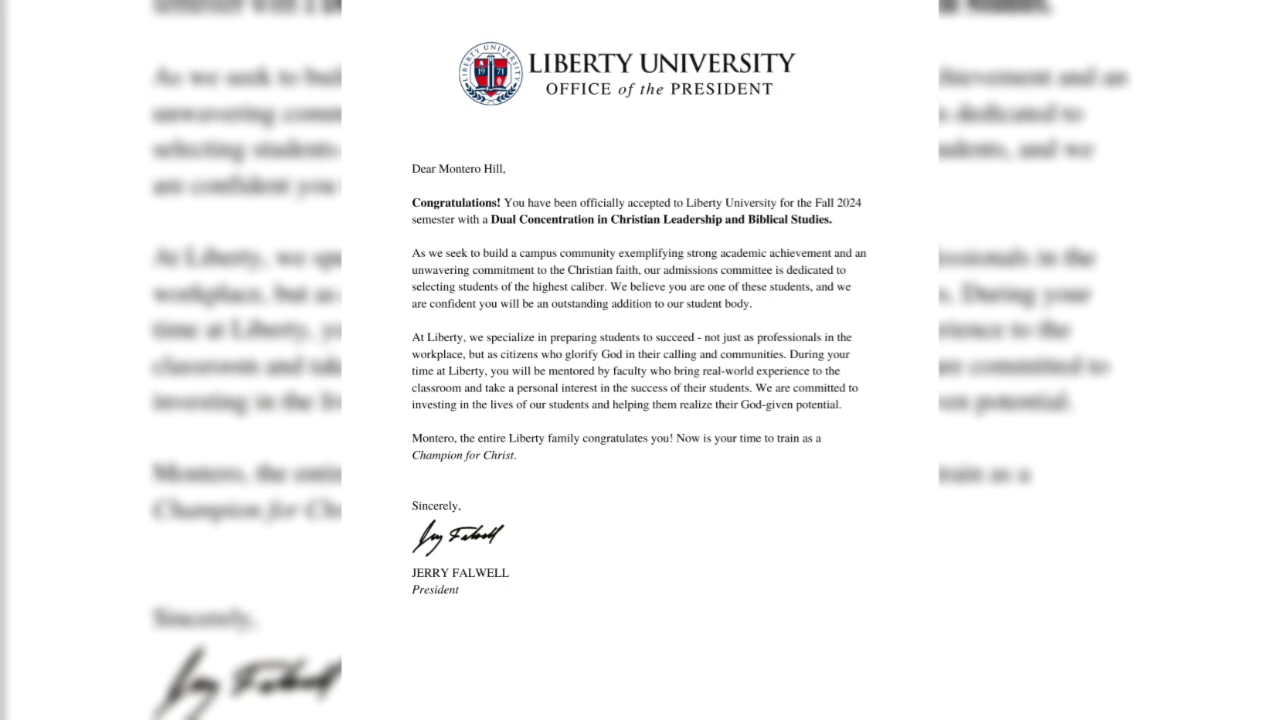 LIBERTY UNIVERSITY
1971
LIBERTY UNIVERSITY
OFFICE of the PRESIDENT
Dear Montero Hill,
Congratulations! You have been officially accepted to Liberty University for the Fall 2024
semester with a Dual Concentration in Christian Leadership and Biblical Studies.
As we seek to build a campus community exemplifying strong academic achievement and an
unwavering commitment to the Christian faith, our admissions committee is dedicated to
selecting students of the highest caliber. We believe you are one of these students, and we
are confident you will be an outstanding addition to our student body.
At Liberty, we specialize in preparing students to succeed - not just as professionals in the
workplace, but as citizens who glorify God in their calling and communities. During your
time at Liberty, you will be mentored by faculty who bring real-world experience to the
classroom and take a personal interest in the success of their students. We are committed to
investing in the lives of our students and helping them realize their God-given potential.
Montero, the entire Liberty family congratulates you! Now is your time to train as a
Champion for Christ.
Sincerely,
Jerry Falwell
JERRY FALWELL
President